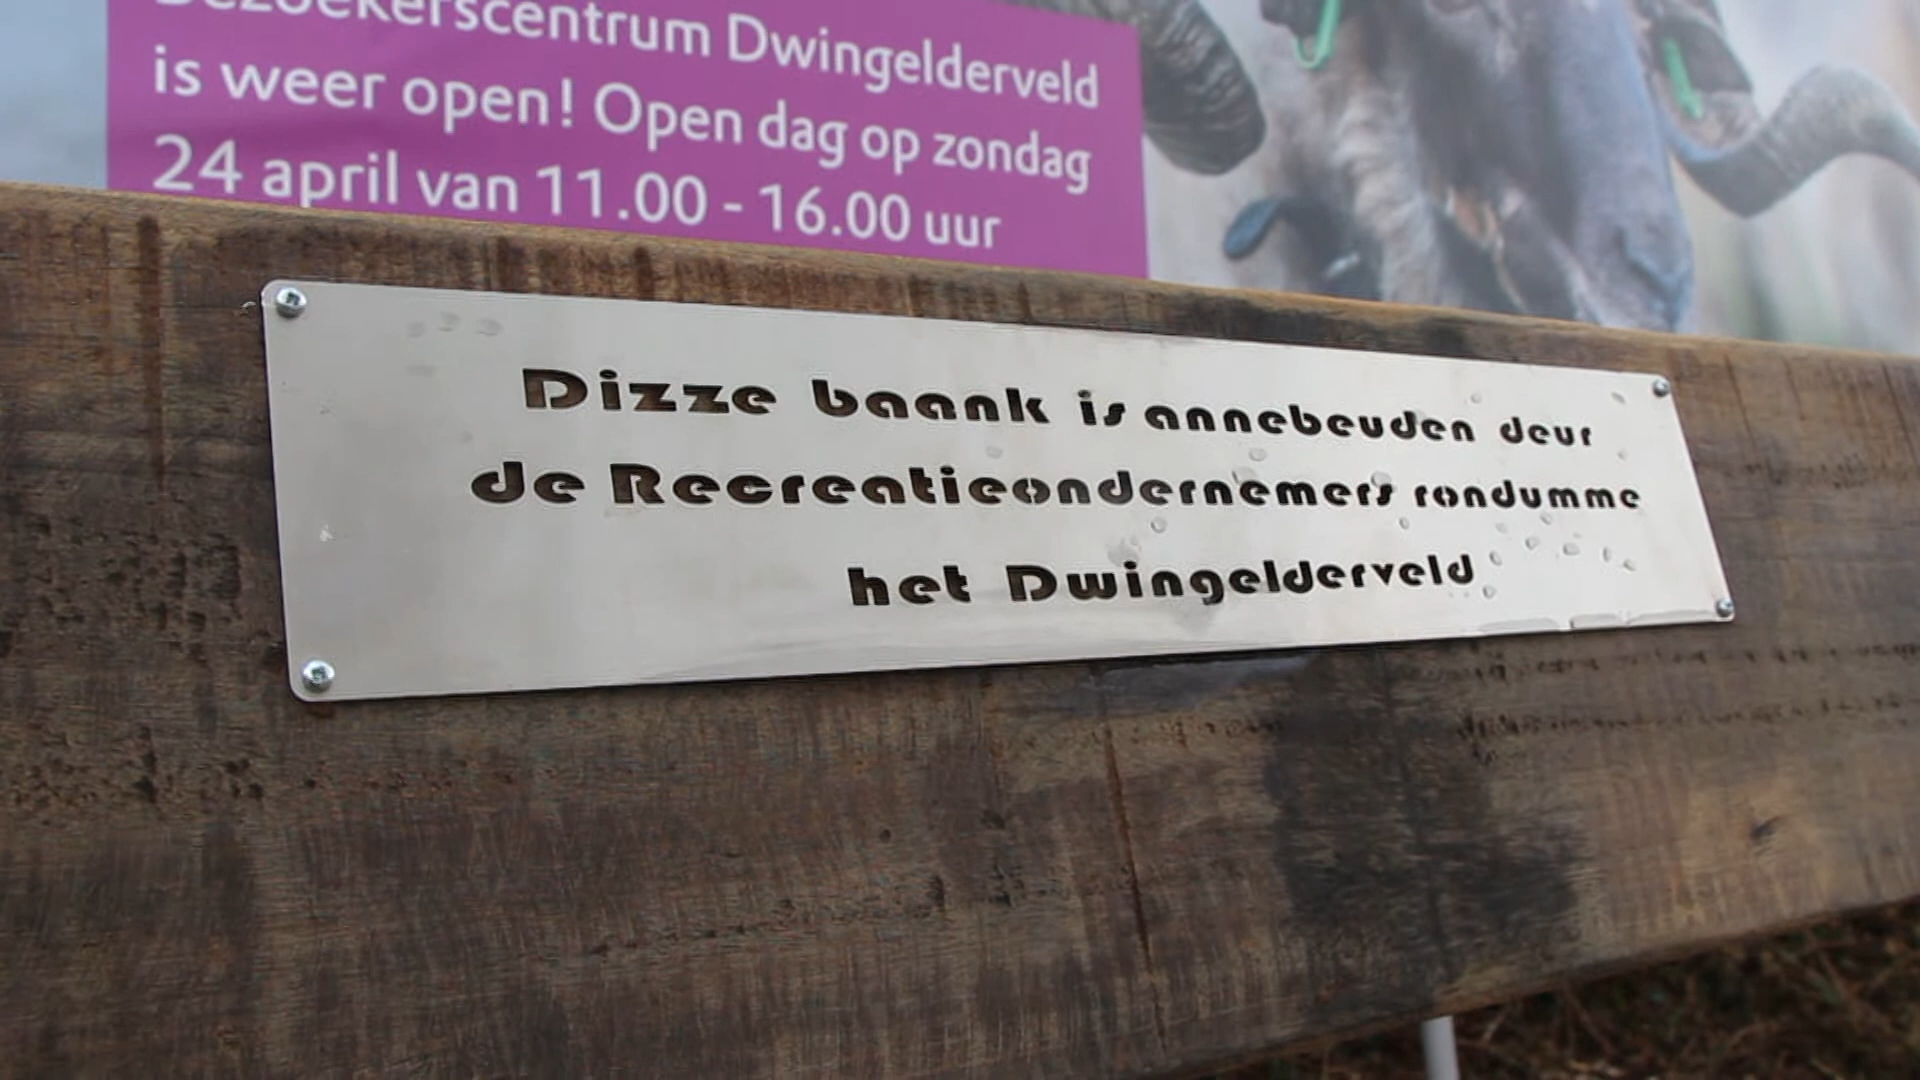 Bezoekerscentrum Dwingelderveld
is weer open! Open dag op zondag
24 april van 11.00 - 16.00 uur
Dizze baank is annebeuden deur
de Recreatieondernemers rondumme
het Dwingelderveld